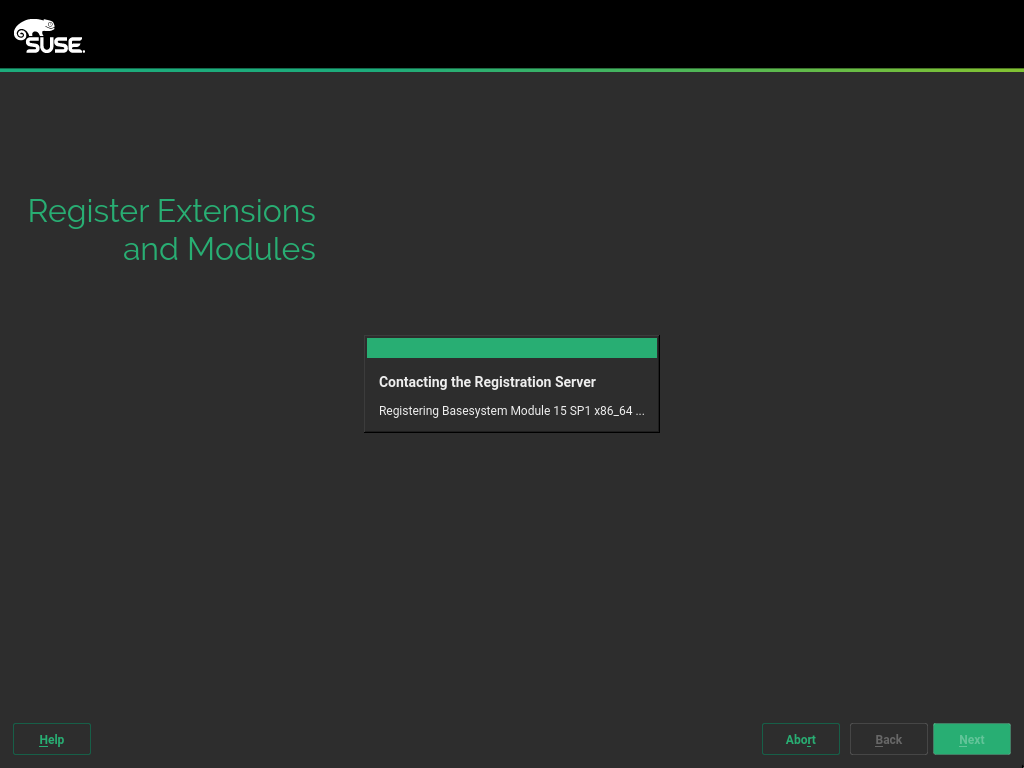 SUSE.
Register Extensions
and Modules
Contacting the Registration Server
Registering Basesystem Module 15 SP1 x86_64 ...
Help
Abort
Back
Next